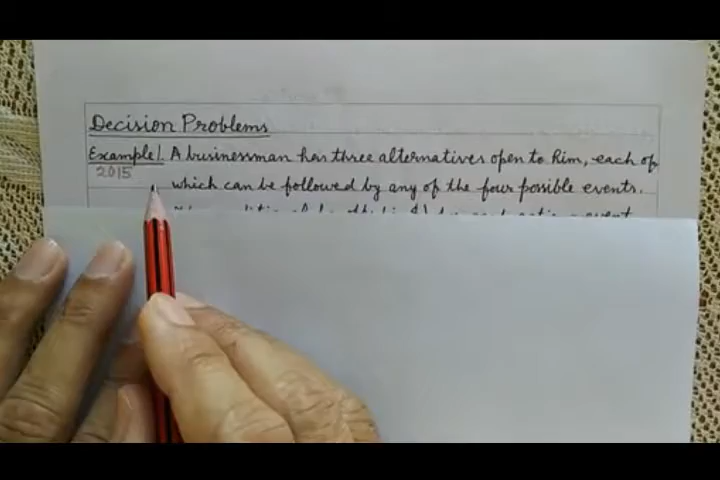 Decision Problems
Example 1. A businessman has three alternatives open to him, each of
2015
which can be followed by any of the four possible events.